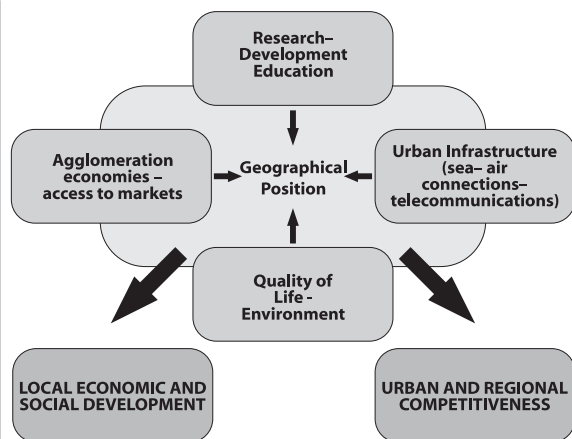 Research–
Development
Education
Agglomeration
economies –
access to markets
Geographical
Position
Urban Infrastructure
(sea– air
connections–
telecommunications)
Quality of
Life -
Environment
LOCAL ECONOMIC AND
SOCIAL DEVELOPMENT
URBAN AND REGIONAL
COMPETITIVENESS